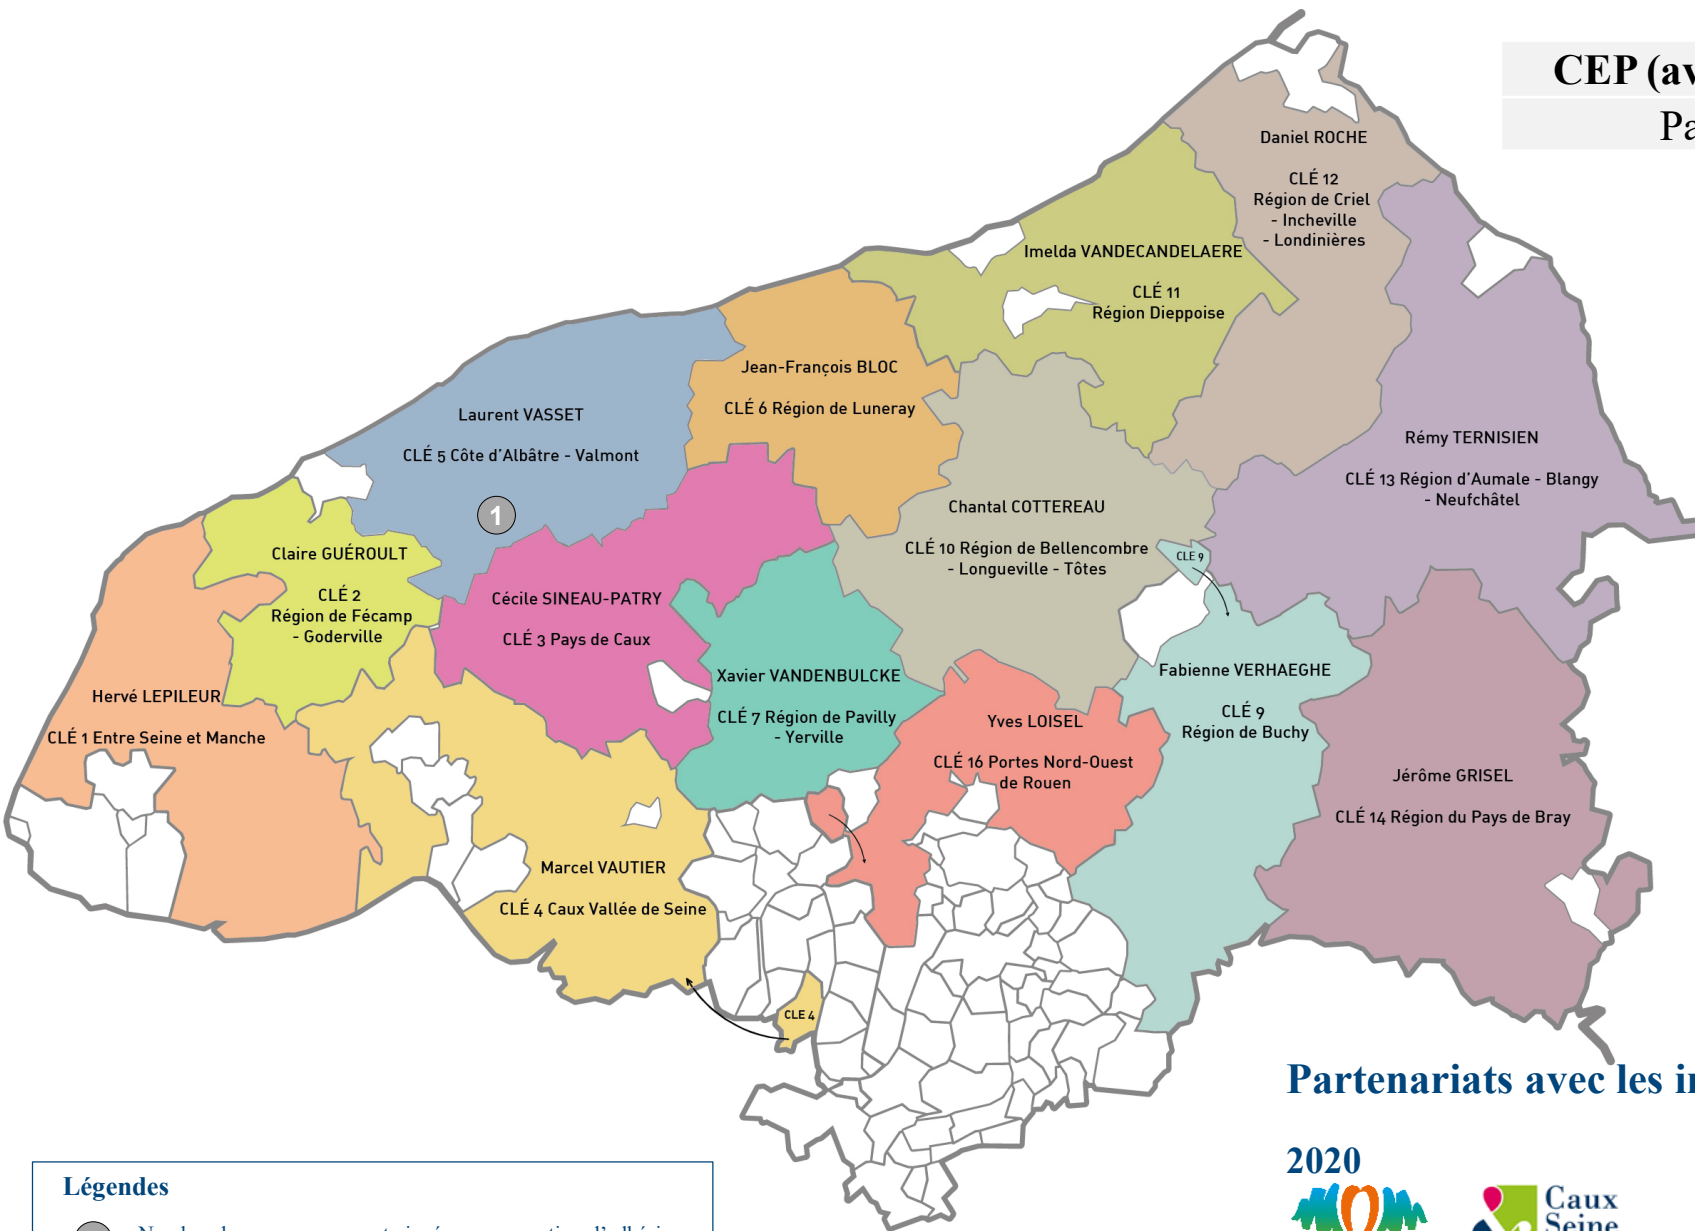 CEP (av
Pa
Daniel ROCHE
CLÉ 12
Région de Criel
- Incheville
- Londinières
Imelda VANDECANDELAERE
CLÉ 11
Région Dieppoise
Jean-François BLOC
CLÉ 6 Région de Luneray
Laurent VASSET
CLÉ 5 Côte d'Albâtre - Valmont
1
Rémy TERNISIEN
CLÉ 13 Région d'Aumale - Blangy
- Neufchâtel
Chantal COTTEREAU
CLÉ 10 Région de Bellencombre
- Longueville - Tôtes
CLE 9
Claire GUÉROULT
CLÉ 2
Région de Fécamp
- Goderville
Cécile SINEAU-PATRY
CLÉ 3 Pays de Caux
Xavier VANDENBULCKE
CLÉ 7 Région de Pavilly
- Yerville
Fabienne VERHAEGHE
CLÉ 9
Région de Buchy
Hervé LEPILEUR
CLÉ 1 Entre Seine et Manche
Yves LOISEL
CLÉ 16 Portes Nord-Ouest
de Rouen
Jérôme GRISEL
CLÉ 14 Région du Pays de Bray
Marcel VAUTIER
CLÉ 4 Caux Vallée de Seine
CLE 4
Partenariats avec les in
2020
Caux
Seine
Légendes